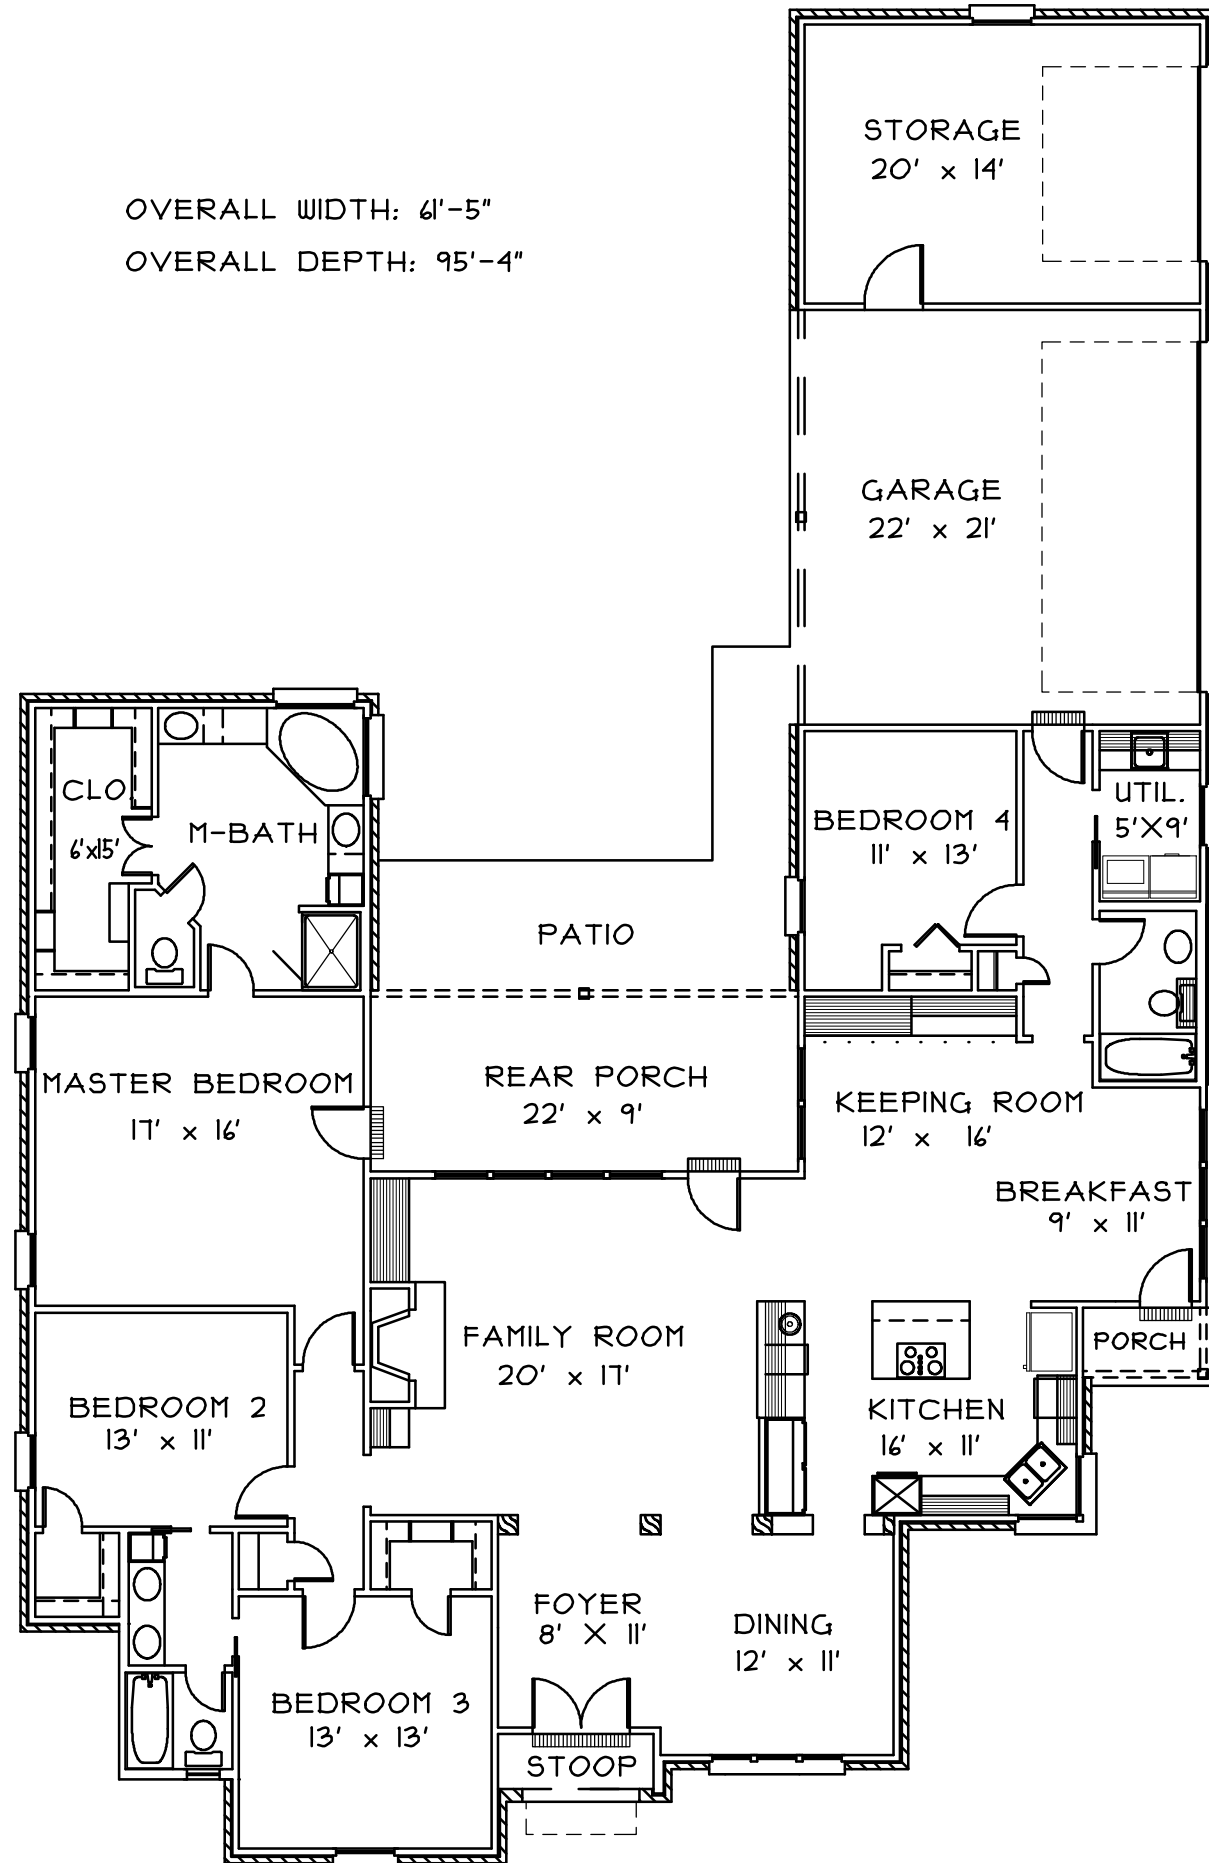 STORAGE
20' x 14'
OVERALL WIDTH: 61'-5"
OVERALL DEPTH: 95'-4"
GARAGE
22' x 21'
CLO.
6'x15'
M-BATH
BEDROOM 4
11' x 13'
UTIL.
5'X9'
PATIO
MASTER BEDROOM
17' x 16'
REAR PORCH
22' x 9'
KEEPING ROOM
12' x 16'
BREAKFAST
9' x 11'
FAMILY ROOM
20' x 17'
PORCH
BEDROOM 2
13' x 11'
KITCHEN
16' x 11'
FOYER
8' X 11'
DINING
12' x 11'
BEDROOM 3
13' x 13'
STOOP